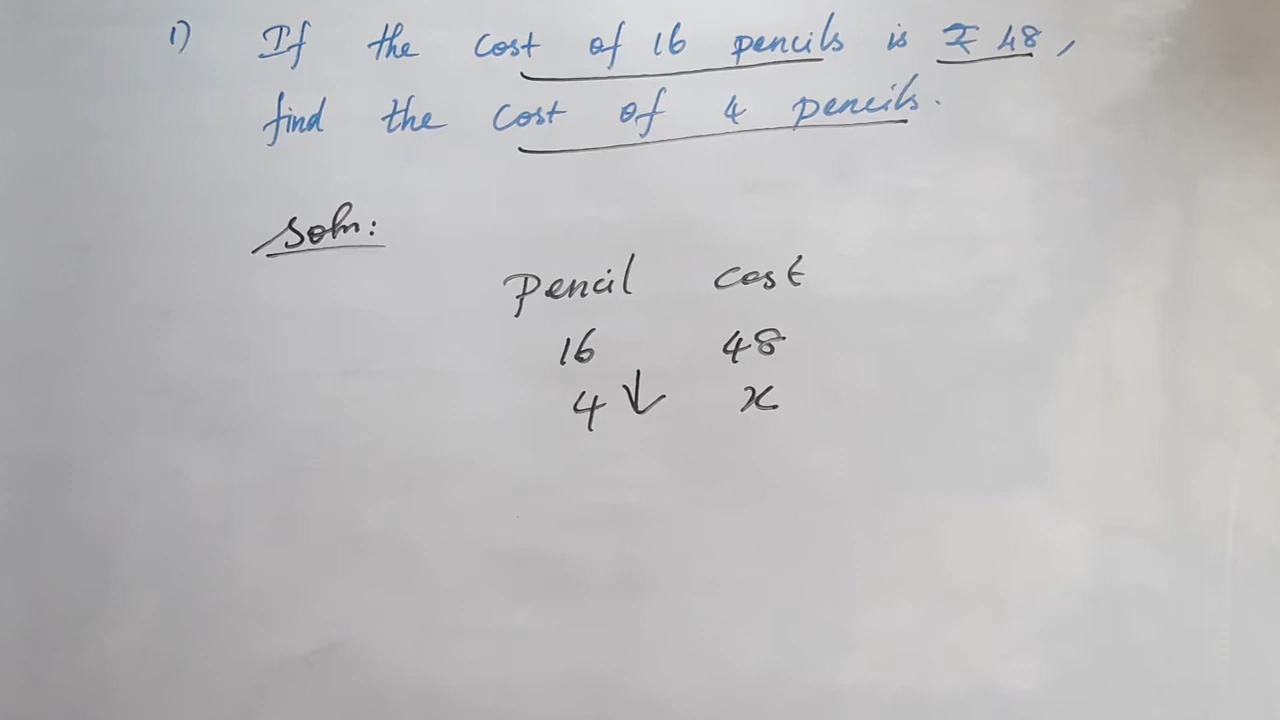 1) If the cost of 16 pencils is ₹ 48,
find the cost of 4 pencils.
Soln:
Pencil cost
16 48
4 ↓ x